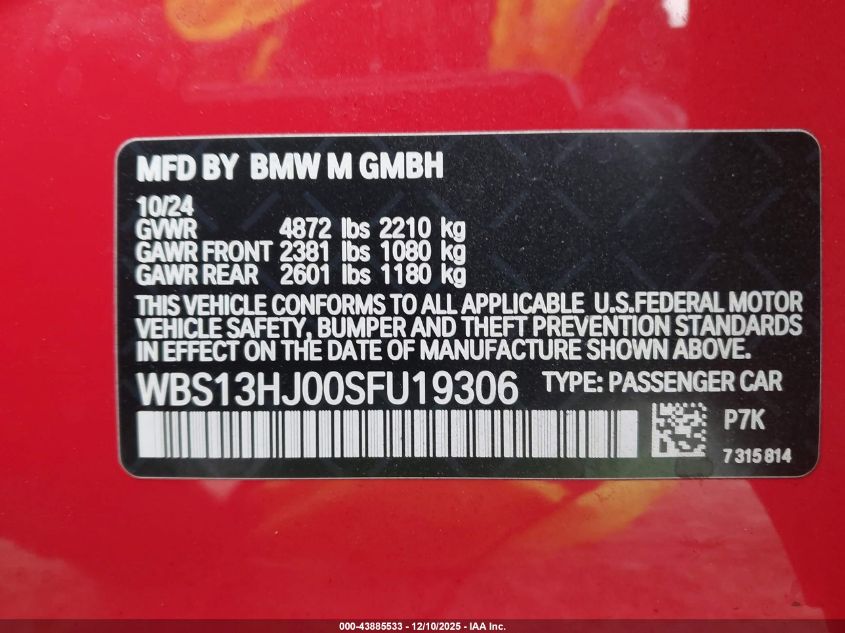 MFD BY BMW M GMBH
10/24
GVWR 4872 lbs 2210 kg
GAWR FRONT 2381 lbs 1080 kg
GAWR REAR 2601 lbs 1180 kg
THIS VEHICLE CONFORMS TO ALL APPLICABLE U.S.FEDERAL MOTOR
VEHICLE SAFETY, BUMPER AND THEFT PREVENTION STANDARDS
IN EFFECT ON THE DATE OF MANUFACTURE SHOWN ABOVE.
WBS13HJ00SFU19306 TYPE: PASSENGER CAR
P7K
7 315 814
000-43885533 - 12/10/2025 - IAA Inc.